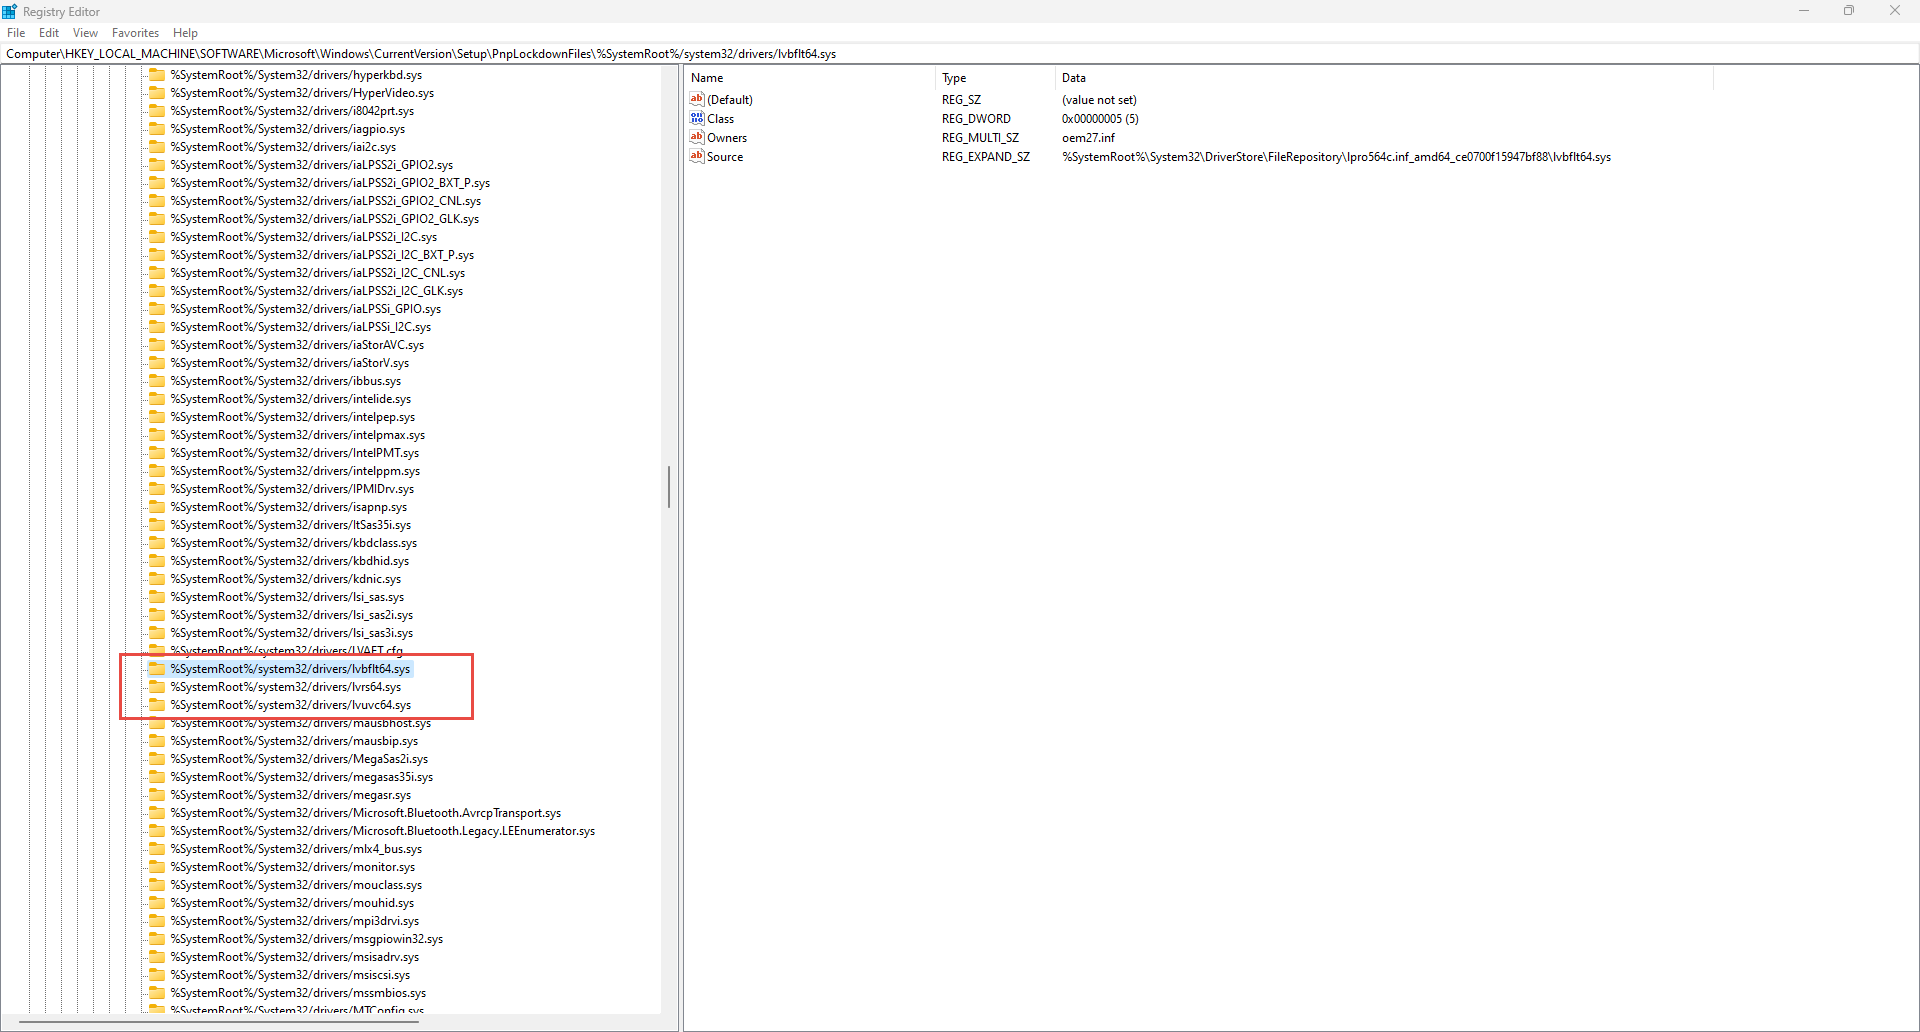 Registry Editor
File Edit View Favorites Help
Computer\HKEY_LOCAL_MACHINE\SOFTWARE\Microsoft\Windows\CurrentVersion\Setup\PnpLockdownFiles\%SystemRoot%/system32/drivers/lvbflt64.sys
%SystemRoot%/System32/drivers/hyperkbd.sys
%SystemRoot%/System32/drivers/HyperVideo.sys
%SystemRoot%/System32/drivers/i8042prt.sys
%SystemRoot%/System32/drivers/iagpio.sys
%SystemRoot%/System32/drivers/iai2c.sys
%SystemRoot%/System32/drivers/iaLPSS2i_GPIO2.sys
%SystemRoot%/System32/drivers/iaLPSS2i_GPIO2_BXT_P.sys
%SystemRoot%/System32/drivers/iaLPSS2i_GPIO2_CNL.sys
%SystemRoot%/System32/drivers/iaLPSS2i_GPIO2_GLK.sys
%SystemRoot%/System32/drivers/iaLPSS2i_I2C.sys
%SystemRoot%/System32/drivers/iaLPSS2i_I2C_BXT_P.sys
%SystemRoot%/System32/drivers/iaLPSS2i_I2C_CNL.sys
%SystemRoot%/System32/drivers/iaLPSS2i_I2C_GLK.sys
%SystemRoot%/System32/drivers/iaLPSSi_GPIO.sys
%SystemRoot%/System32/drivers/iaLPSSi_I2C.sys
%SystemRoot%/System32/drivers/iaStorAVC.sys
%SystemRoot%/System32/drivers/iaStorV.sys
%SystemRoot%/System32/drivers/ibbus.sys
%SystemRoot%/System32/drivers/intelide.sys
%SystemRoot%/System32/drivers/intelpep.sys
%SystemRoot%/System32/drivers/intelpmax.sys
%SystemRoot%/System32/drivers/IntelPMT.sys
%SystemRoot%/System32/drivers/intelppm.sys
%SystemRoot%/System32/drivers/IPMIDrv.sys
%SystemRoot%/System32/drivers/isapnp.sys
%SystemRoot%/System32/drivers/ItSas35i.sys
%SystemRoot%/System32/drivers/kbdclass.sys
%SystemRoot%/System32/drivers/kbdhid.sys
%SystemRoot%/System32/drivers/kdnic.sys
%SystemRoot%/System32/drivers/lsi_sas.sys
%SystemRoot%/System32/drivers/lsi_sas2i.sys
%SystemRoot%/System32/drivers/lsi_sas3i.sys
%SystemRoot%/system32/drivers/LVAFT.cfg
%SystemRoot%/system32/drivers/lvbflt64.sys
%SystemRoot%/system32/drivers/lvrs64.sys
%SystemRoot%/system32/drivers/lvuvc64.sys
%SystemRoot%/System32/drivers/mausbhost.sys
%SystemRoot%/System32/drivers/mausbip.sys
%SystemRoot%/System32/drivers/MegaSas2i.sys
%SystemRoot%/System32/drivers/megasas35i.sys
%SystemRoot%/System32/drivers/megasr.sys
%SystemRoot%/System32/drivers/Microsoft.Bluetooth.AvrcpTransport.sys
%SystemRoot%/System32/drivers/Microsoft.Bluetooth.Legacy.LEEnumerator.sys
%SystemRoot%/System32/drivers/mlx4_bus.sys
%SystemRoot%/System32/drivers/monitor.sys
%SystemRoot%/System32/drivers/mouclass.sys
%SystemRoot%/System32/drivers/mouhid.sys
%SystemRoot%/System32/drivers/mpi3drvi.sys
%SystemRoot%/System32/drivers/msgpiowin32.sys
%SystemRoot%/System32/drivers/msisadrv.sys
%SystemRoot%/System32/drivers/msiscsi.sys
%SystemRoot%/System32/drivers/mssmbios.sys
%SystemRoot%/System32/drivers/MTConfig.sys
Name Type Data
(Default) REG_SZ (value not set)
Class REG_DWORD 0x00000005 (5)
Owners REG_MULTI_SZ oem27.inf
Source REG_EXPAND_SZ %SystemRoot%\System32\DriverStore\FileRepository\lpro564c.inf_amd64_ce0700f15947bf88\lvbflt64.sys